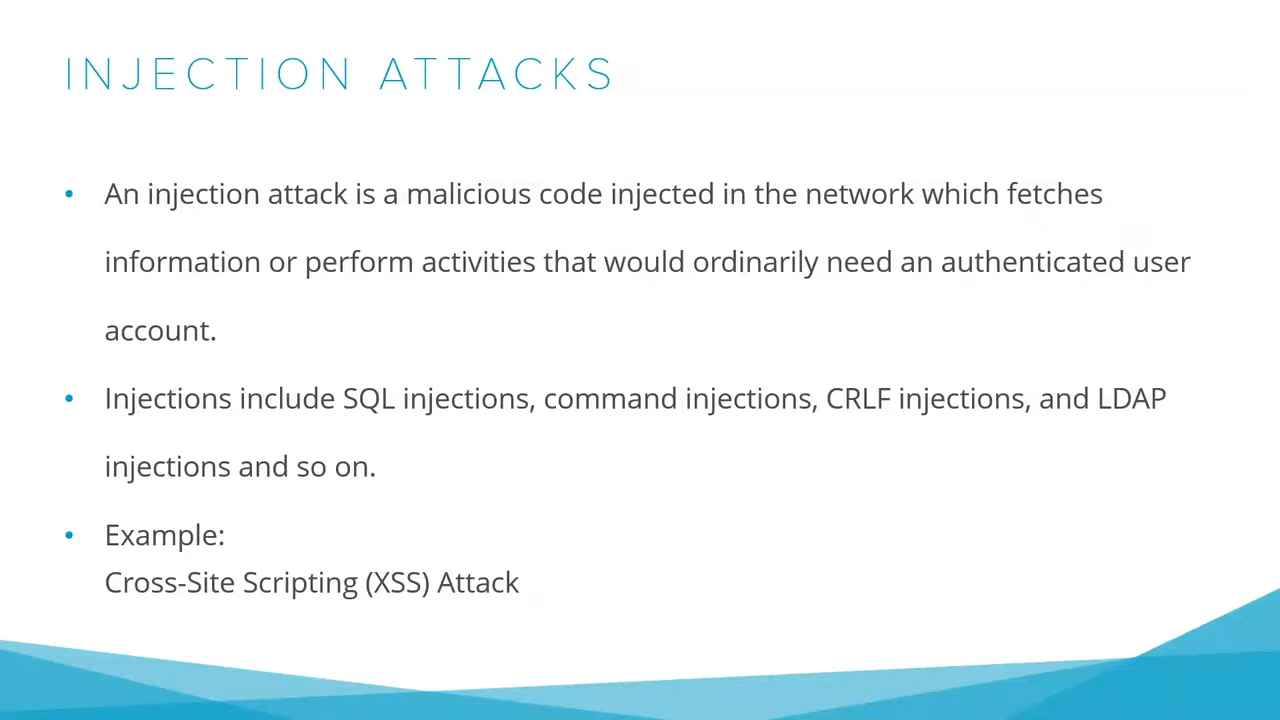 INJECTION ATTACKS
• An injection attack is a malicious code injected in the network which fetches
information or perform activities that would ordinarily need an authenticated user
account.
• Injections include SQL injections, command injections, CRLF injections, and LDAP
injections and so on.
• Example:
Cross-Site Scripting (XSS) Attack